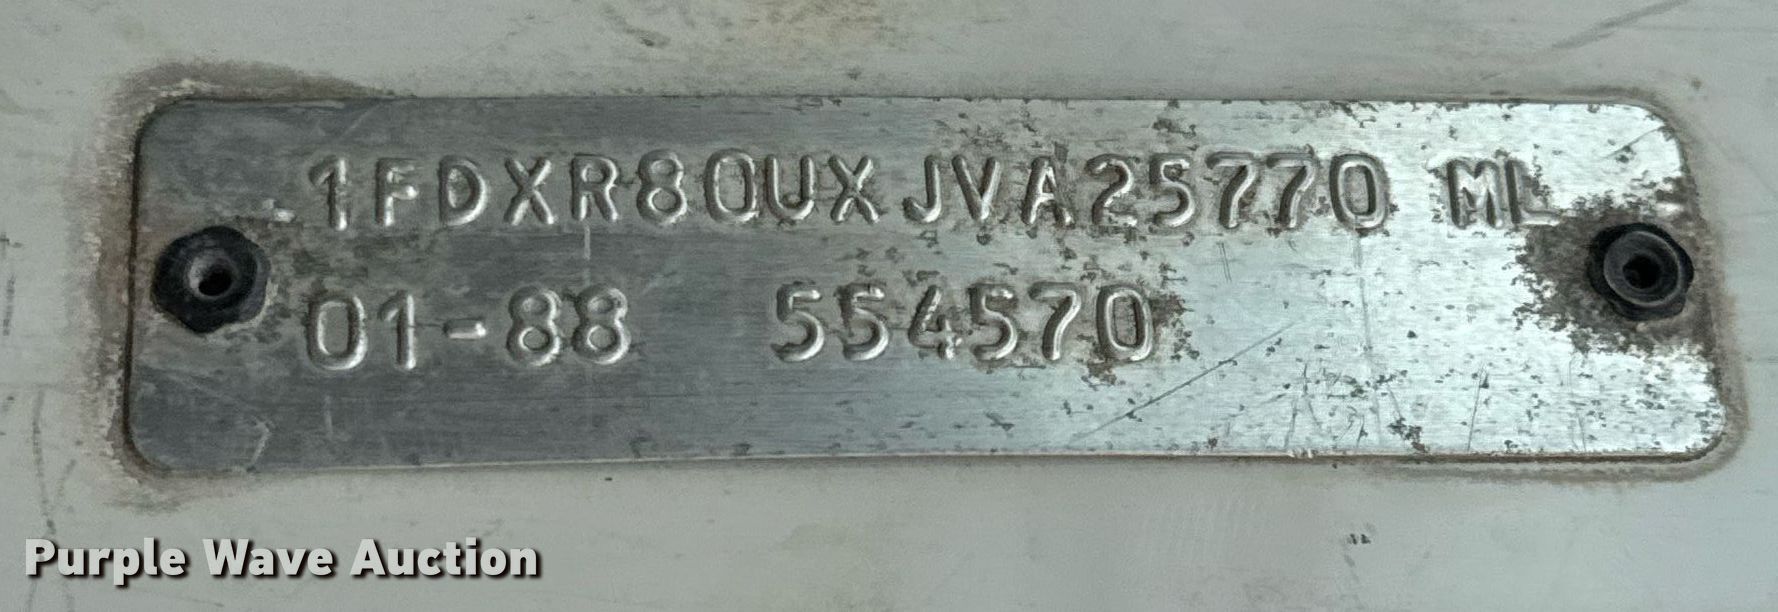 1FDXR80UXJVA25770 ML
01-88 554570
Purple Wave Auction